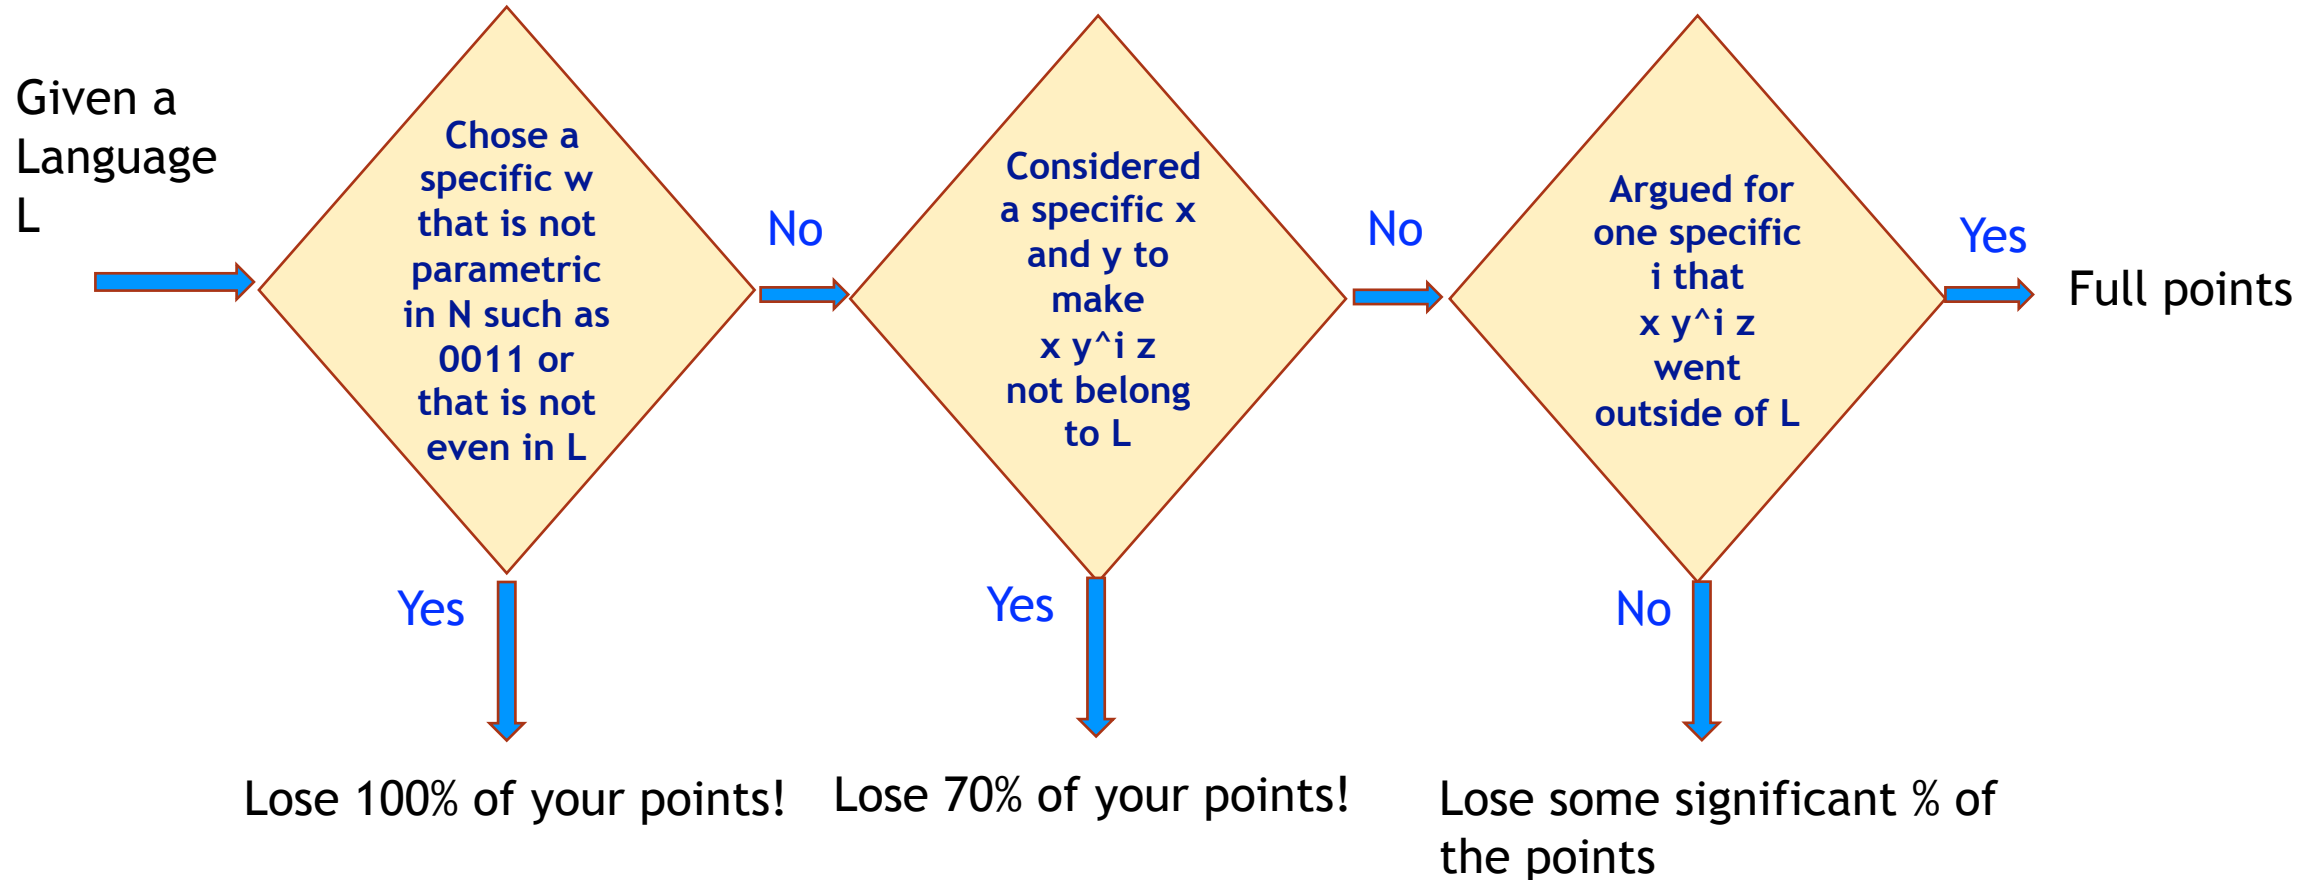 Given a
Language
L
Chose a
specific w
that is not
parametric
in N such as
0011 or
that is not
even in L
No
Yes
Lose 100% of your points!
Considered
a specific x
and y to
make
x y^i z
not belong
to L
No
Yes
Lose 70% of your points!
Argued for
one specific
i that
x y^i z
went
outside of L
Yes
Full points
No
Lose some significant % of
the points